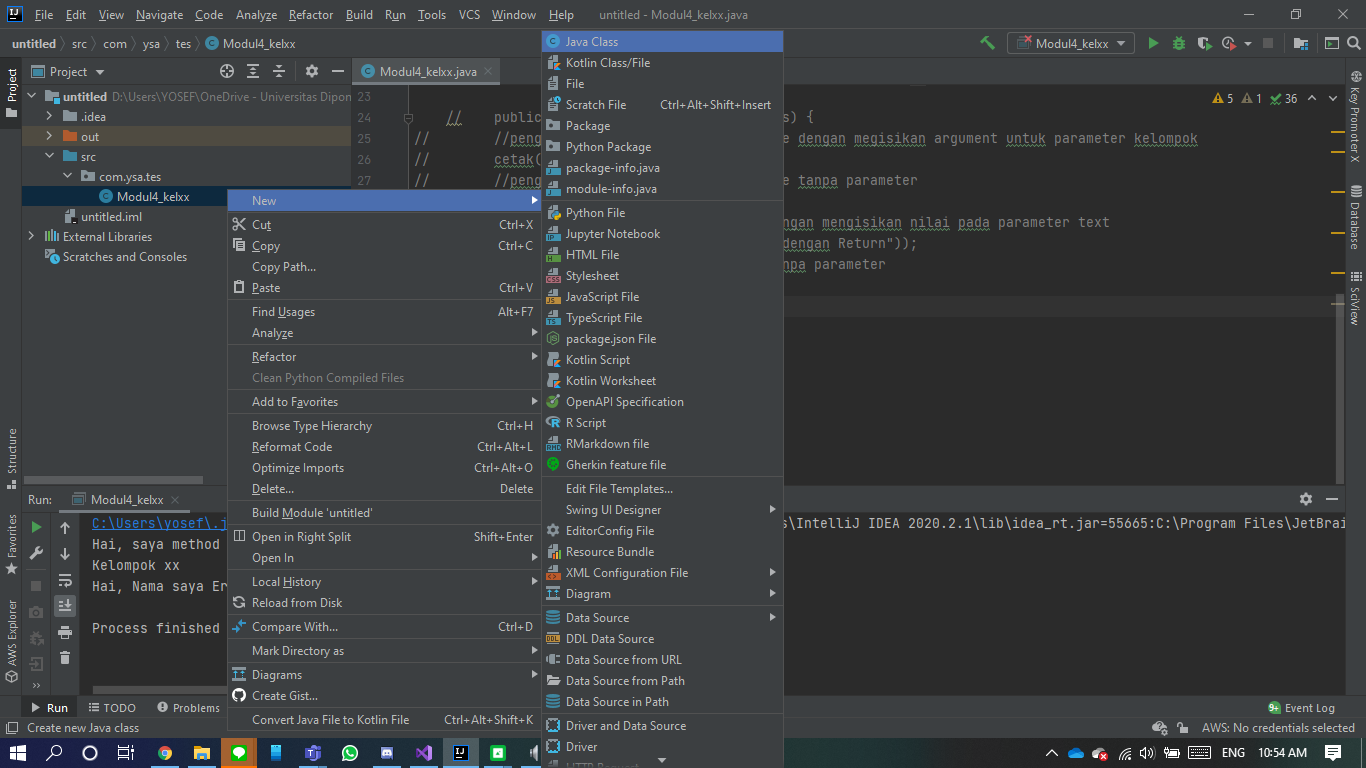 File Edit View Navigate Code Analyze Refactor Build Run Tools VCS Window Help untitled - Modul4_kelxx.java
untitled src com ysa tes Modul4_kelxx
Modul4_kelxx
Project
Modul4_kelxx.java
untitled D:\Users\YOSEF\OneDrive - Universitas Dipon
.idea
out
src
com.ysa.tes
Modul4_kelxx
untitled.iml
External Libraries
Scratches and Consoles
Project
Structure
Favorites
AWS Explorer
23
24 // public s) {
25 // //peng e dengan megisikan argument untuk parameter kelompok
26 // cetak(
27 // //peng e tanpa parameter
ngan mengisikan nilai pada parameter text
dengan Return"));
npa parameter
5 1 36
Key Promoter X
Database
SciView
New
Cut Ctrl+X
Copy Ctrl+C
Copy Path...
Paste Ctrl+V
Find Usages Alt+F7
Analyze
Refactor
Clean Python Compiled Files
Add to Favorites
Browse Type Hierarchy Ctrl+H
Reformat Code Ctrl+Alt+L
Optimize Imports Ctrl+Alt+O
Delete... Delete
Build Module 'untitled'
Open in Right Split Shift+Enter
Open In
Local History
Reload from Disk
Compare With... Ctrl+D
Mark Directory as
Diagrams
Create Gist...
Convert Java File to Kotlin File Ctrl+Alt+Shift+K
Java Class
Kotlin Class/File
File
Scratch File Ctrl+Alt+Shift+Insert
Package
Python Package
package-info.java
module-info.java
Python File
Jupyter Notebook
HTML File
Stylesheet
JavaScript File
TypeScript File
package.json File
Kotlin Script
Kotlin Worksheet
OpenAPI Specification
R Script
RMarkdown file
Gherkin feature file
Edit File Templates...
Swing UI Designer
EditorConfig File
Resource Bundle
XML Configuration File
Diagram
Data Source
DDL Data Source
Data Source from URL
Data Source from Path
Data Source in Path
Driver and Data Source
Driver
HTTP Request
Run: Modul4_kelxx
C:\Users\yosef\.j s\IntelliJ IDEA 2020.2.1\lib\idea_rt.jar=55665:C:\Program Files\JetBrai
Hai, saya method
Kelompok xx
Hai, Nama saya Er
Process finished
Run TODO Problems
Event Log
Create new Java class
AWS: No credentials selected
ENG 10:54 AM